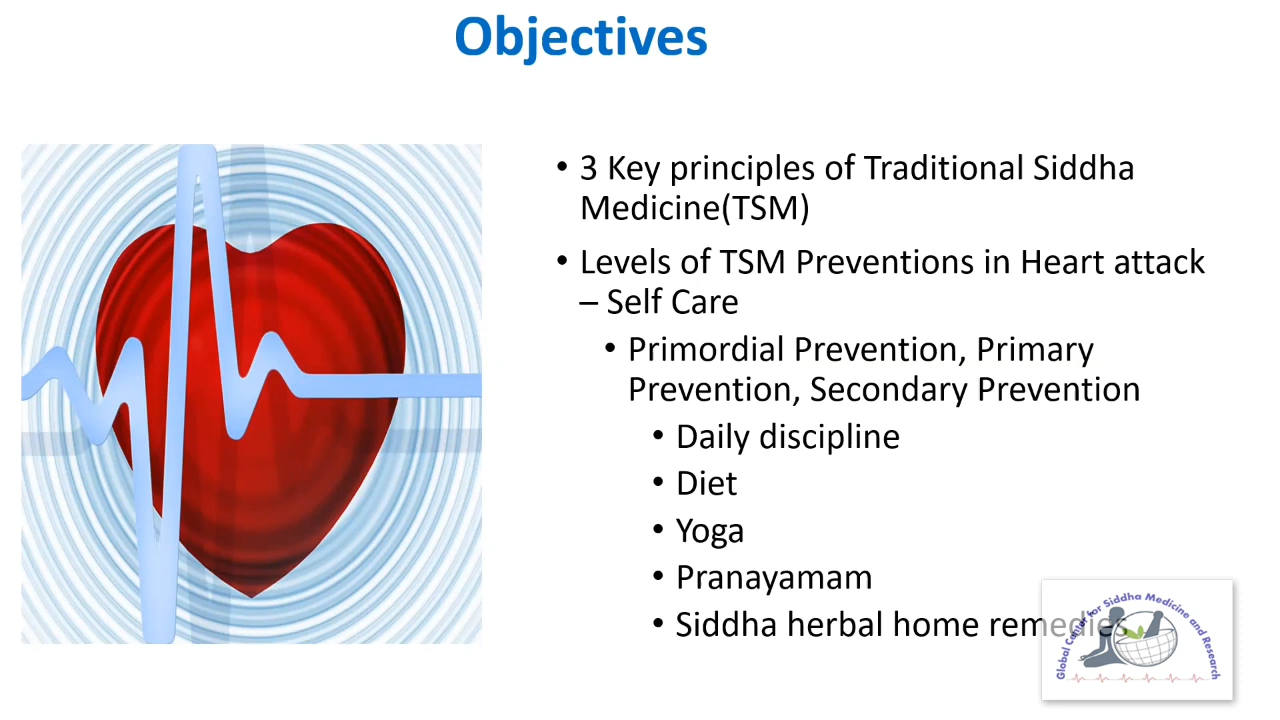 Objectives
• 3 Key principles of Traditional Siddha
Medicine(TSM)
• Levels of TSM Preventions in Heart attack
– Self Care
• Primordial Prevention, Primary
Prevention, Secondary Prevention
• Daily discipline
• Diet
• Yoga
• Pranayamam
• Siddha herbal home remedies
Global Center for Siddha Medicine and Research